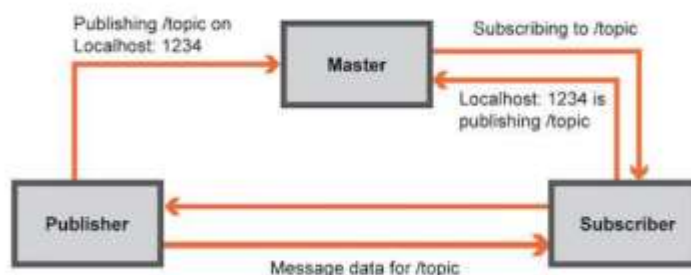 Publishing /topic on
Localhost: 1234
Master
Subscribing to /topic
Localhost: 1234 is
publishing /topic
Publisher
Subscriber
Message data for /topic